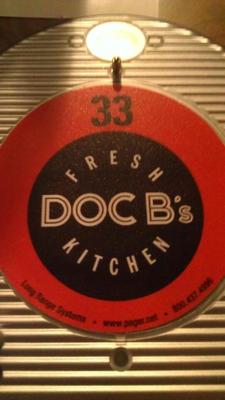 33
FRESH
DOC B's
KITCHEN
Long Range Systems • www.pager.net • 800.437.4996